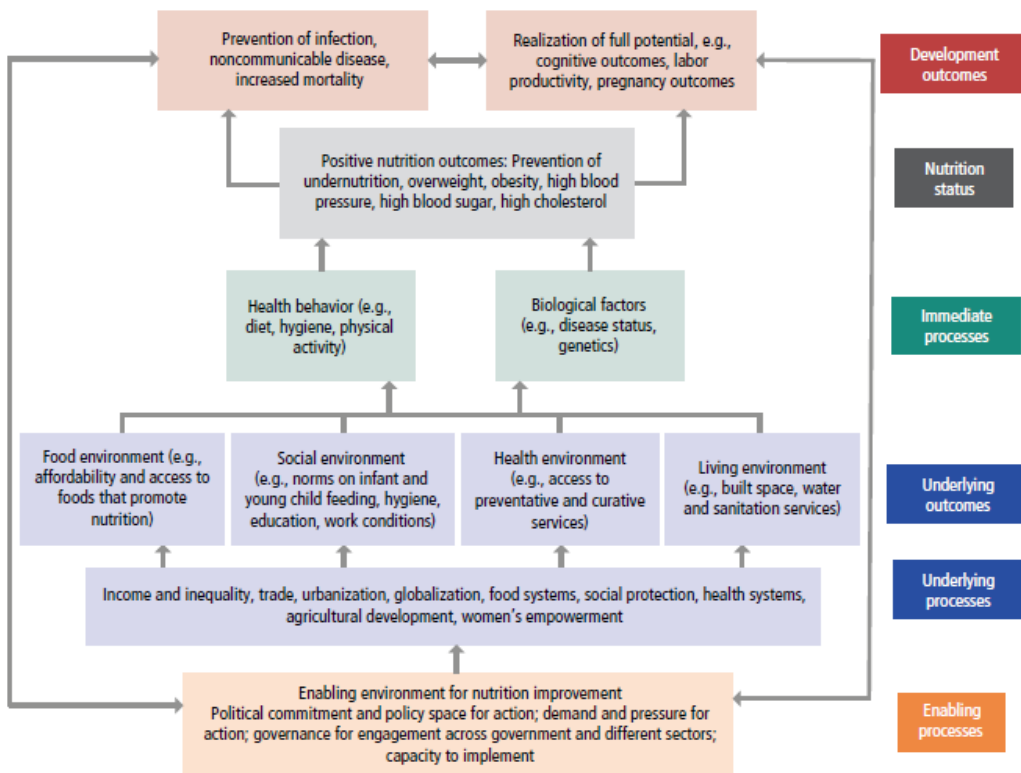 Prevention of infection,
noncommunicable disease,
increased mortality
Realization of full potential, e.g.,
cognitive outcomes, labor
productivity, pregnancy outcomes
Development
outcomes
Positive nutrition outcomes: Prevention of
undernutrition, overweight, obesity, high blood
pressure, high blood sugar, high cholesterol
Nutrition
status
Health behavior (e.g.,
diet, hygiene, physical
activity)
Biological factors
(e.g., disease status,
genetics)
Immediate
processes
Food environment (e.g.,
affordability and access to
foods that promote
nutrition)
Social environment
(e.g., norms on infant and
young child feeding, hygiene,
education, work conditions)
Health environment
(e.g., access to
preventative and curative
services)
Living environment
(e.g., built space, water
and sanitation services)
Underlying
outcomes
Income and inequality, trade, urbanization, globalization, food systems, social protection, health systems,
agricultural development, women's empowerment
Underlying
processes
Enabling environment for nutrition improvement
Political commitment and policy space for action; demand and pressure for
action; governance for engagement across government and different sectors;
capacity to implement
Enabling
processes